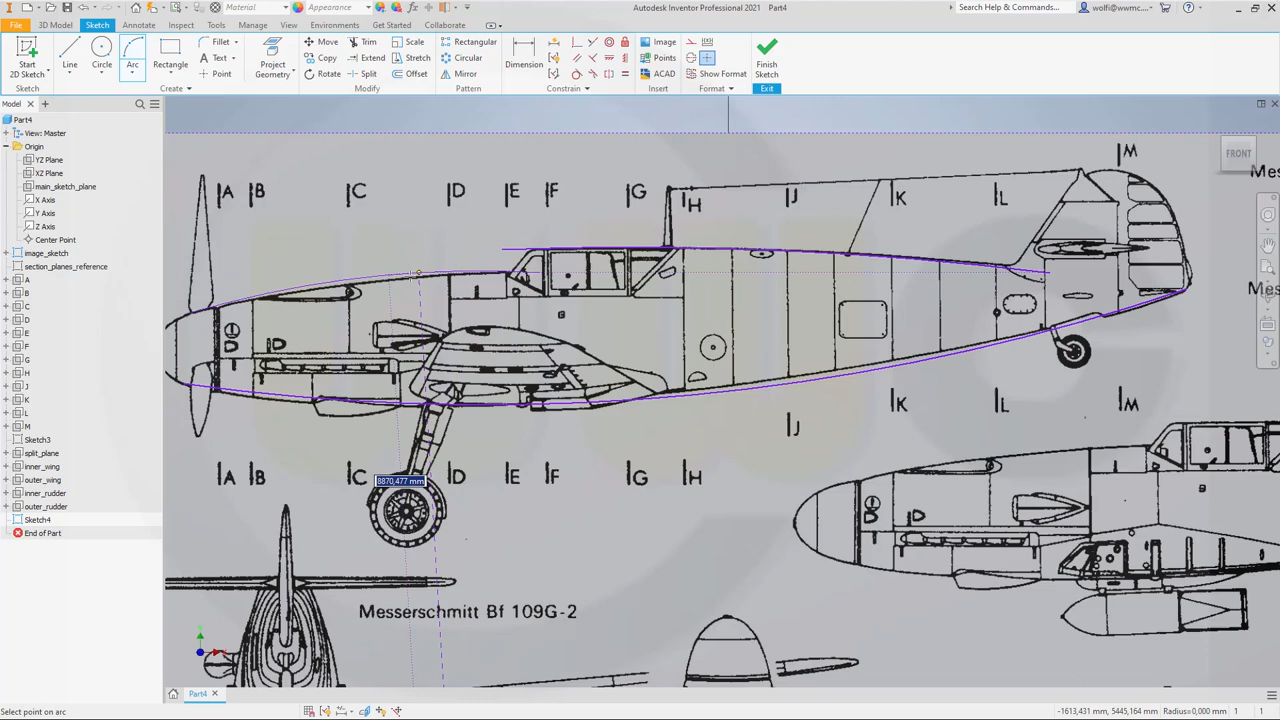 Material
Appearance
Autodesk Inventor Professional 2021 Part4
Search Help & Commands...
wolfi@wwmc...
File
3D Model
Sketch
Annotate
Inspect
Tools
Manage
View
Environments
Get Started
Collaborate
Start
2D Sketch
Line
Circle
Arc
Rectangle
Fillet
Text
Point
Project
Geometry
Move
Copy
Rotate
Trim
Extend
Split
Scale
Stretch
Offset
Rectangular
Circular
Mirror
Dimension
Image
Points
ACAD
Show Format
Finish
Sketch
Sketch
Create
Modify
Pattern
Constrain
Insert
Format
Exit
Model
Part4
View: Master
Origin
YZ Plane
XZ Plane
main_sketch_plane
X Axis
Y Axis
Z Axis
Center Point
image_sketch
section_planes_reference
A
B
C
D
E
F
G
H
J
K
L
M
Sketch3
split_plane
inner_wing
outer_wing
inner_rudder
outer_rudder
Sketch4
End of Part
FRONT
A B C D E F G H J K L M
Me
D
D
Me
J K L M
A B C D E F G H
8870,477 mm
D
D
Messerschmitt Bf 109G-2
Part4
Select point on arc
-1613,431 mm, 5445,164 mm
Radius=0,000 mm
1
1